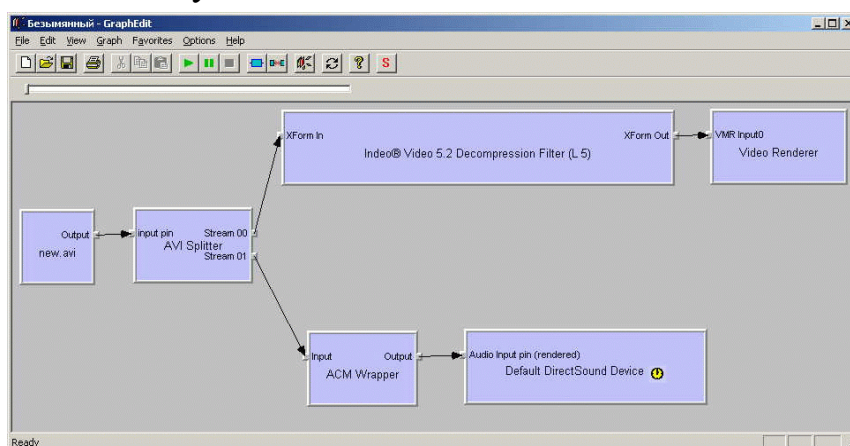 Безымянный - GraphEdit
File Edit View Graph Favorites Options Help
S
XForm In
XForm Out
Indeo® Video 5.2 Decompression Filter (L 5)
VMR Input0
Video Renderer
Output
new.avi
input pin
Stream 00
AVI Splitter
Stream 01
Input
Output
ACM Wrapper
Audio Input pin (rendered)
Default DirectSound Device
Ready